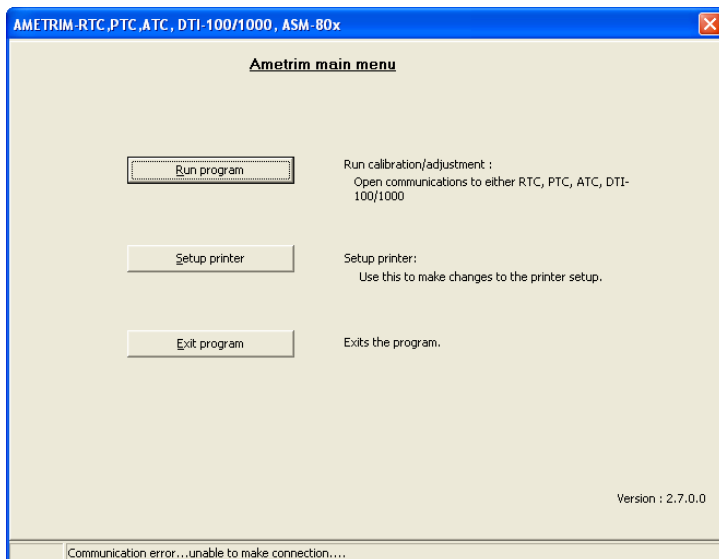 AMETRIM-RTC,PTC,ATC, DTI-100/1000, ASM-80x
Ametrim main menu
Run program
Run calibration/adjustment :
Open communications to either RTC, PTC, ATC, DTI-
100/1000
Setup printer
Setup printer:
Use this to make changes to the printer setup.
Exit program
Exits the program.
Version : 2.7.0.0
Communication error...unable to make connection....